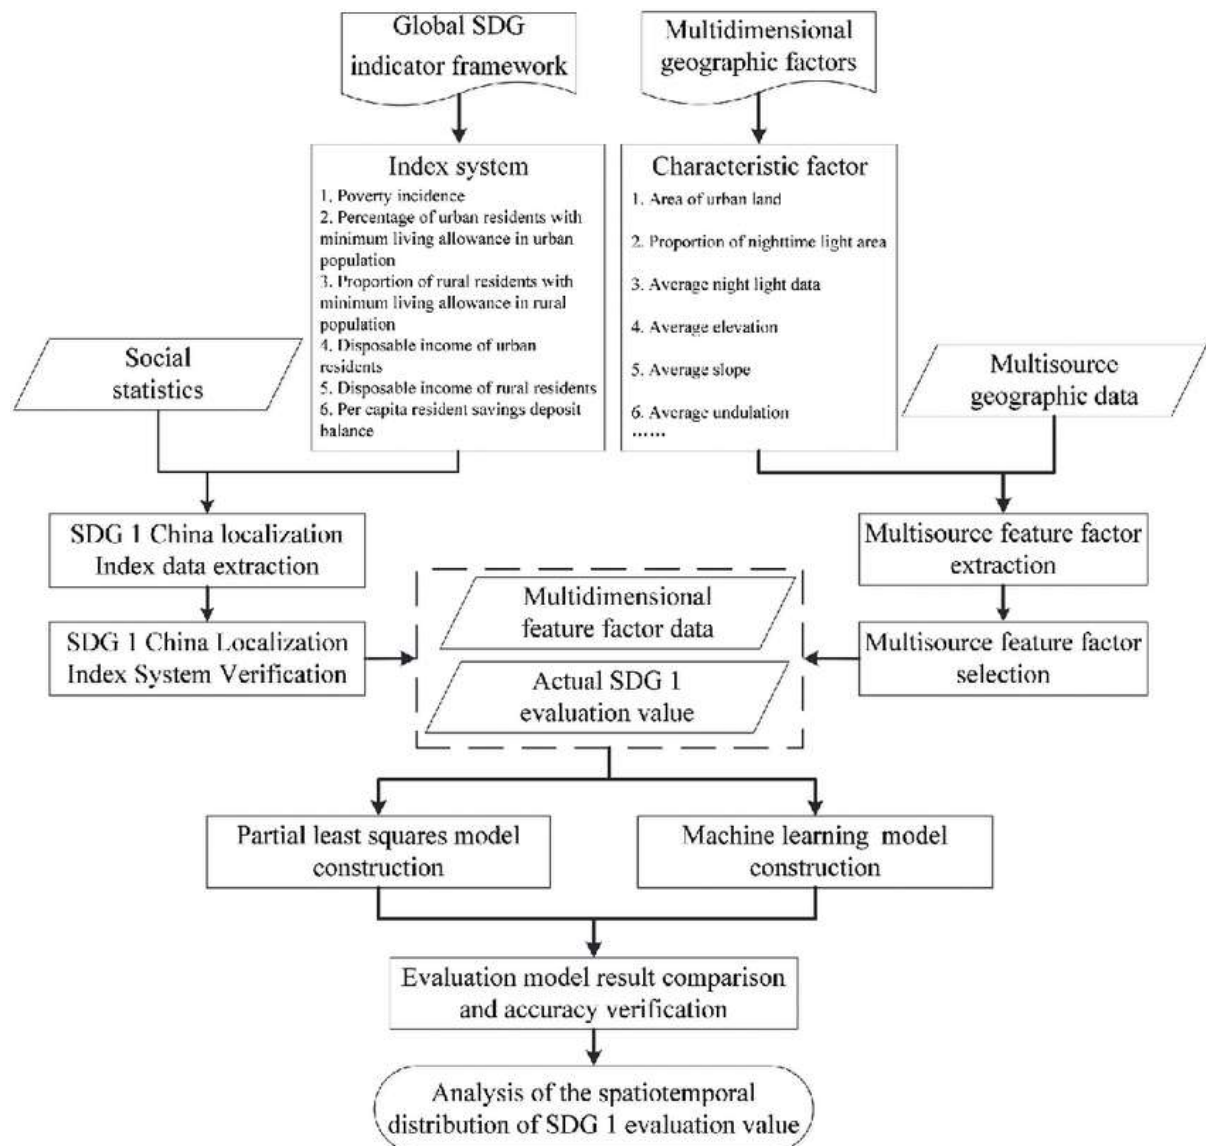 Global SDG
indicator framework
Multidimensional
geographic factors
Index system
1. Poverty incidence
2. Percentage of urban residents with
minimum living allowance in urban
population
3. Proportion of rural residents with
minimum living allowance in rural
population
4. Disposable income of urban
residents
5. Disposable income of rural residents
6. Per capita resident savings deposit
balance
Characteristic factor
1. Area of urban land
2. Proportion of nighttime light area
3. Average night light data
4. Average elevation
5. Average slope
6. Average undulation
......
Social
statistics
Multisource
geographic data
SDG 1 China localization
Index data extraction
Multisource feature factor
extraction
SDG 1 China Localization
Index System Verification
Multidimensional
feature factor data
Actual SDG 1
evaluation value
Multisource feature factor
selection
Partial least squares model
construction
Machine learning model
construction
Evaluation model result comparison
and accuracy verification
Analysis of the spatiotemporal
distribution of SDG 1 evaluation value